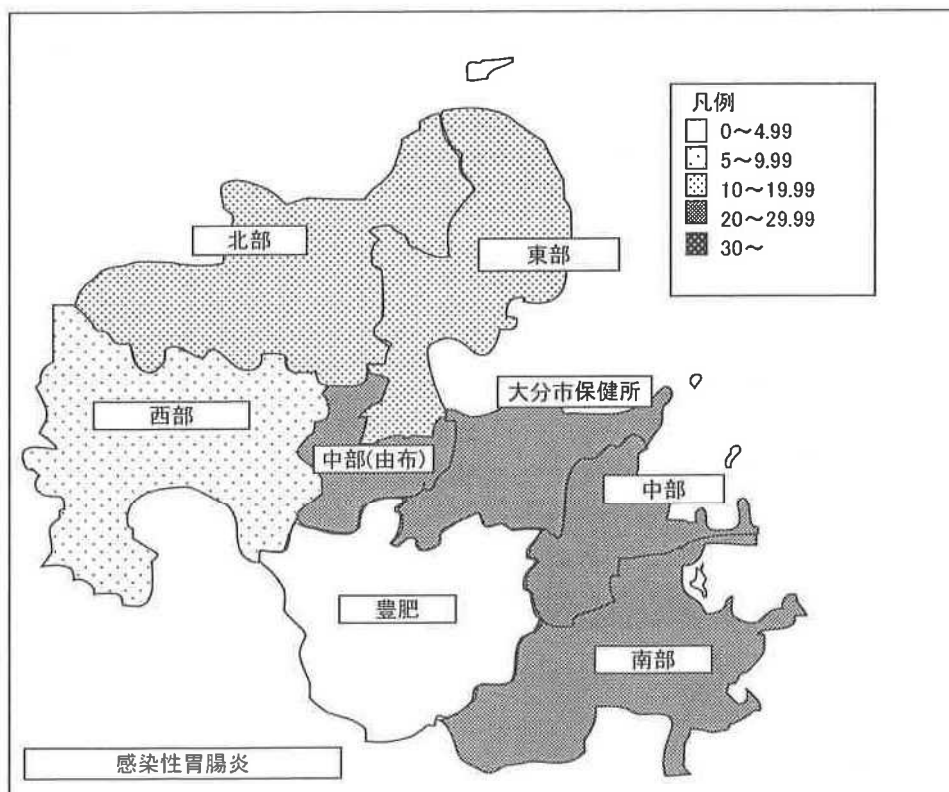 凡例
0～4.99
5～9.99
10～19.99
20～29.99
30～
北部
東部
大分市保健所
西部
中部(由布)
中部
豊肥
南部
感染性胃腸炎